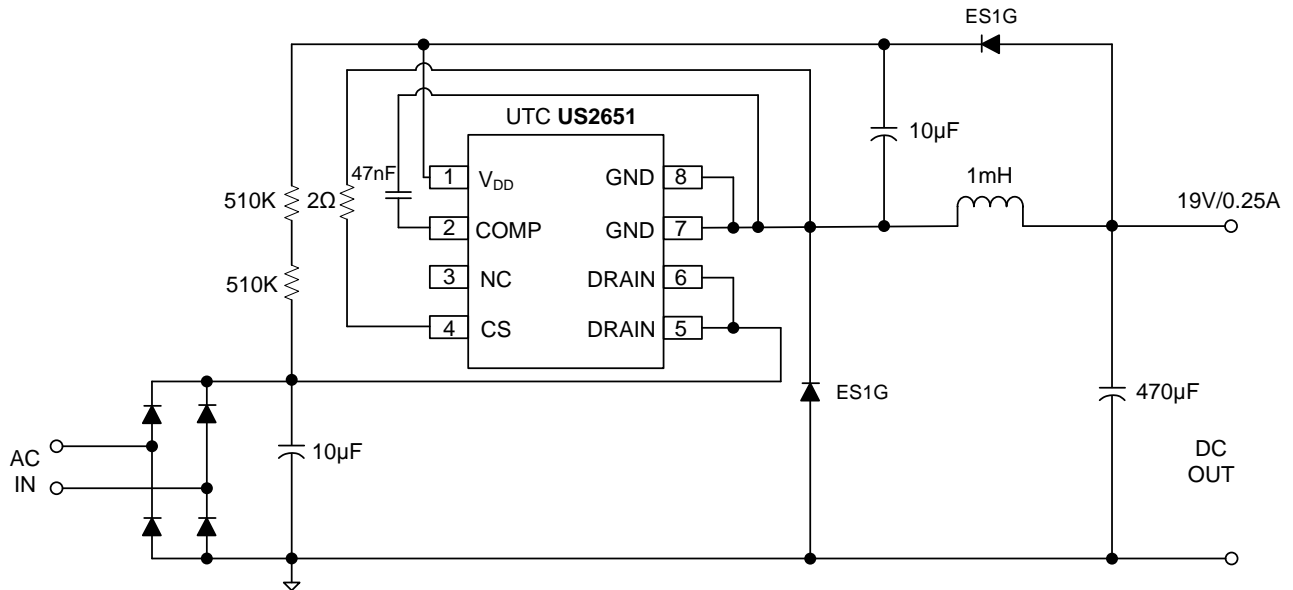 ES1G
UTC US2651
10µF
47nF
1
V_DD
GND
8
1mH
510K
2Ω
19V/0.25A
2
COMP
GND
7
510K
3
NC
DRAIN
6
4
CS
DRAIN
5
ES1G
470µF
10µF
AC
IN
DC
OUT